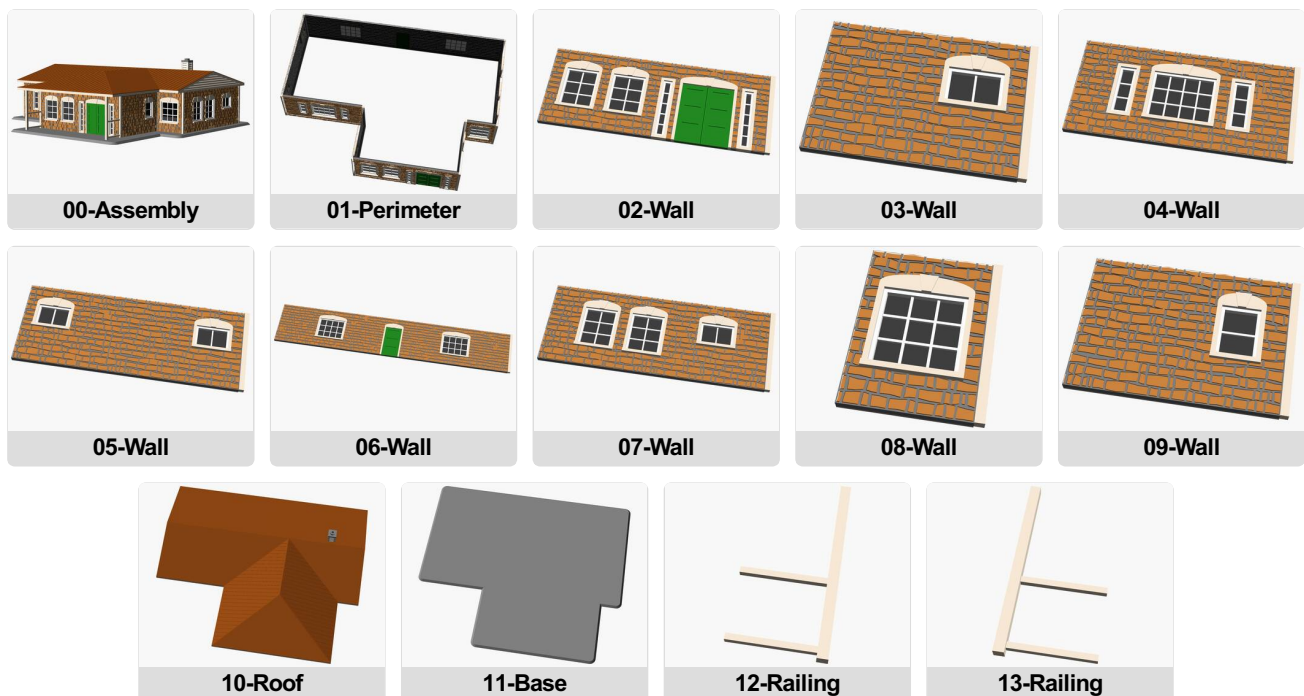 00-Assembly
01-Perimeter
02-Wall
03-Wall
04-Wall
05-Wall
06-Wall
07-Wall
08-Wall
09-Wall
10-Roof
11-Base
12-Railing
13-Railing